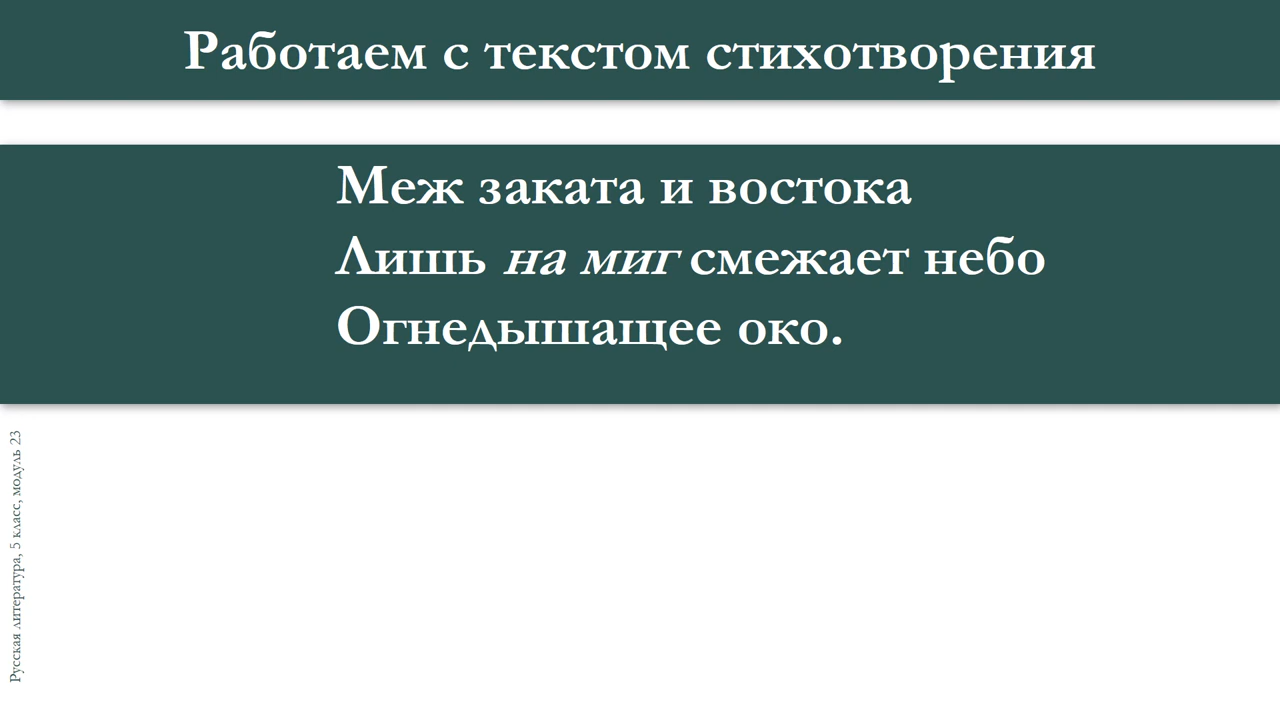 Работаем с текстом стихотворения
Меж заката и востока
Лишь на миг смежает небо
Огнедышащее око.
Русская литература, 5 класс, модуль 23